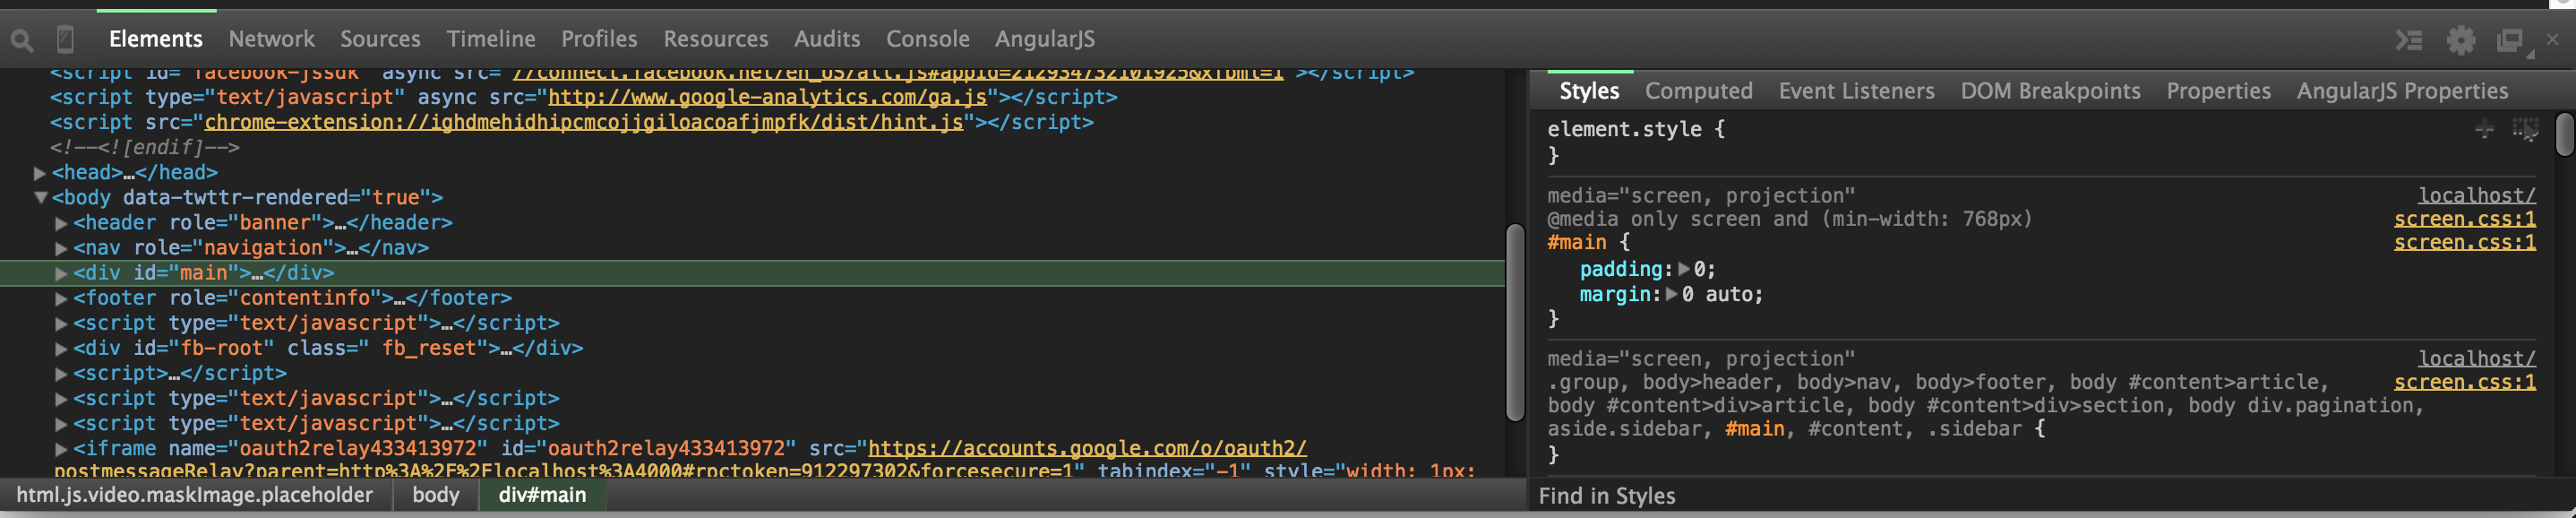 Elements Network Sources Timeline Profiles Resources Audits Console AngularJS
<script id="facebook-jssdk" async src="//connect.facebook.net/en_US/all.js#appId=212934732101925&xfbml=1"></script>
<script type="text/javascript" async src="http://www.google-analytics.com/ga.js"></script>
<script src="chrome-extension://ighdmehidhipcmcojjgiloacoafjmpfk/dist/hint.js"></script>
<!--<![endif]-->
<head>…</head>
<body data-twttr-rendered="true">
<header role="banner">…</header>
<nav role="navigation">…</nav>
<div id="main">…</div>
<footer role="contentinfo">…</footer>
<script type="text/javascript">…</script>
<div id="fb-root" class=" fb_reset">…</div>
<script>…</script>
<script type="text/javascript">…</script>
<script type="text/javascript">…</script>
<iframe name="oauth2relay433413972" id="oauth2relay433413972" src="https://accounts.google.com/o/oauth2/
postmessageRelay?parent=http%3A%2F%2Flocalhost%3A4000#rpctoken=912297302&forcesecure=1" tabindex="-1" style="width: 1px;
html.js.video.maskImage.placeholder body div#main
Styles Computed Event Listeners DOM Breakpoints Properties AngularJS Properties
element.style {
}
media="screen, projection" localhost/
@media only screen and (min-width: 768px) screen.css:1
#main { screen.css:1
padding: 0;
margin: 0 auto;
}
media="screen, projection" localhost/
.group, body>header, body>nav, body>footer, body #content>article, screen.css:1
body #content>div>article, body #content>div>section, body div.pagination,
aside.sidebar, #main, #content, .sidebar {
}
Find in Styles